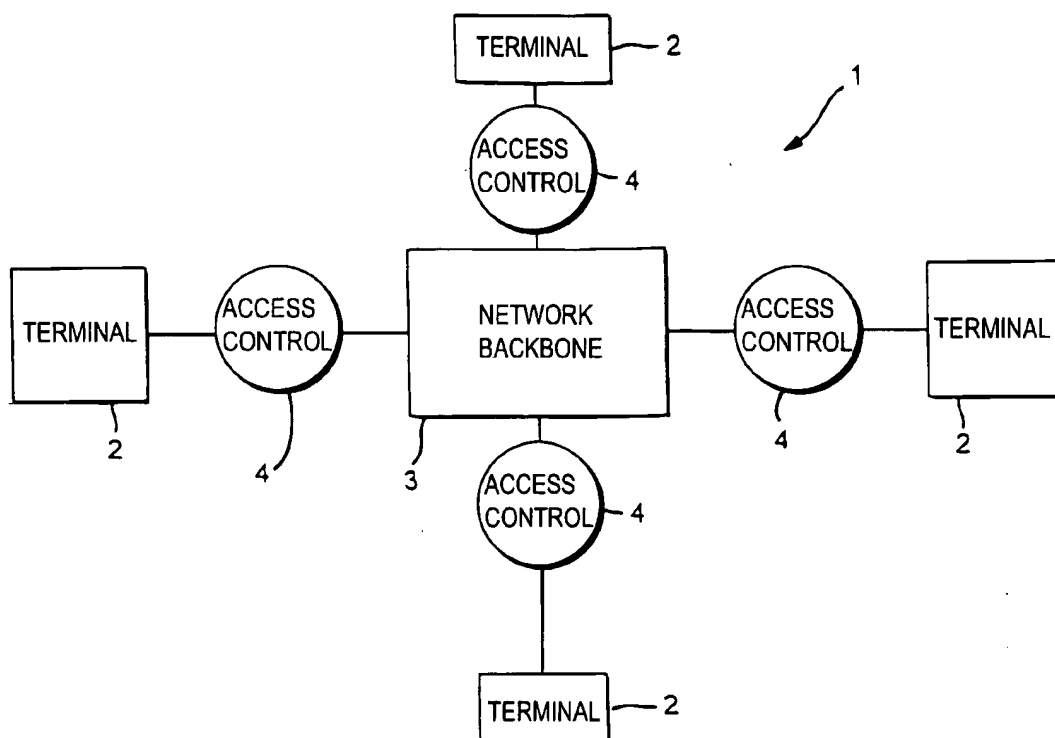 TERMINAL
2
1
ACCESS
CONTROL
4
TERMINAL
2
ACCESS
CONTROL
4
NETWORK
BACKBONE
3
ACCESS
CONTROL
4
TERMINAL
2
ACCESS
CONTROL
4
TERMINAL
2